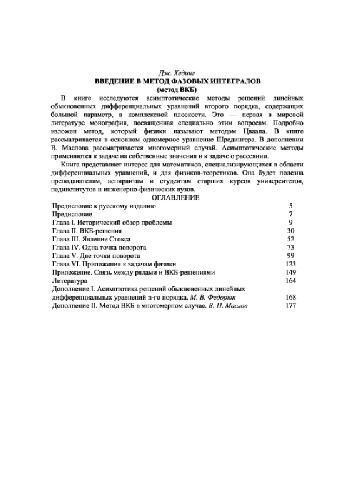 Дж. Хединг
ВВЕДЕНИЕ В МЕТОД ФАЗОВЫХ ИНТЕГРАЛОВ
(метод ВКБ)
В книге исследуются асимптотические методы решений линейных
обыкновенных дифференциальных уравнений второго порядка, содержащих
большой параметр, в комплексной плоскости. Это — первая в мировой
литературе монография, посвященная специально этим вопросам. Подробно
изложен метод, который физики называют методом Цваана. В книге
рассматривается в основном одномерное уравнение Шредингера. В дополнении
В. Маслова рассматривается многомерный случай. Асимптотические методы
применяются к задаче на собственные значения и к задаче о рассеянии.
Книга представляет интерес для математиков, специализирующихся в области
дифференциальных уравнений, и для физиков-теоретиков. Она будет полезна
преподавателям, аспирантам и студентам старших курсов университетов,
пединститутов и инженерно-физических вузов.
ОГЛАВЛЕНИЕ
Предисловие к русскому изданию 5
Предисловие 7
Глава I. Исторический обзор проблемы 9
Глава II. ВКБ-решения 30
Глава III. Явление Стокса 52
Глава IV. Одна точка поворота 73
Глава V. Две точки поворота 99
Глава VI. Приложения к задачам физики 123
Приложение. Связь между рядами и ВКБ-решениями 149
Литература 164
Дополнение I. Асимптотика решений обыкновенных линейных
дифференциальных уравнений n-го порядка. М. В. Федорюк 168
Дополнение II. Метод ВКБ в многомерном случае. В. П. Маслов 177